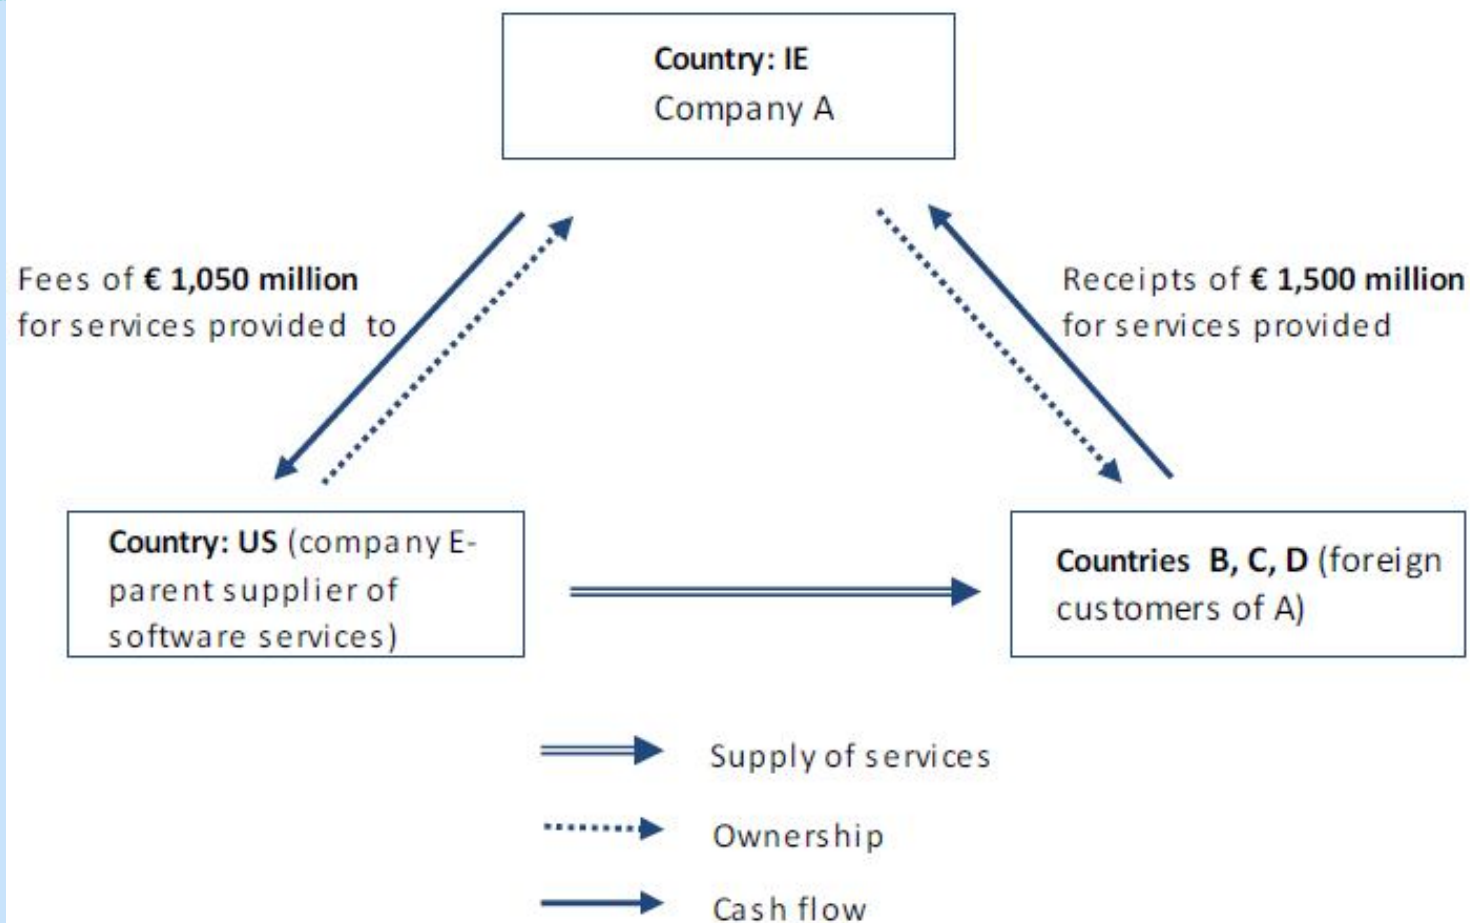 Country: IE
Company A
Fees of € 1,050 million
for services provided to
Receipts of € 1,500 million
for services provided
Country: US (company E-
parent supplier of
software services)
Countries B, C, D (foreign
customers of A)
Supply of services
Ownership
Cash flow